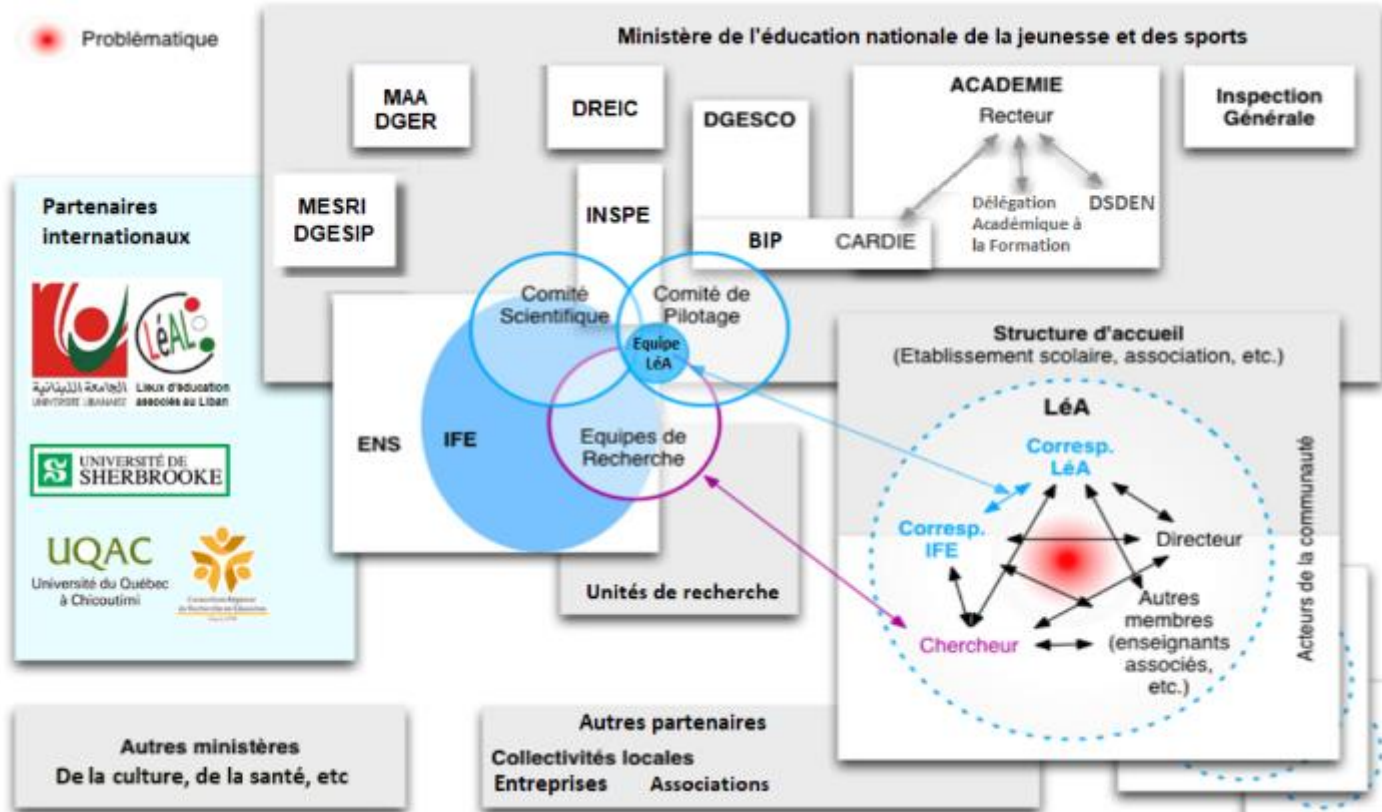 Problématique
Ministère de l'éducation nationale de la jeunesse et des sports
MAA
DGER
DREIC
DGESCO
ACADEMIE
Recteur
Délégation
Académique à
la Formation
DSDEN
Inspection
Générale
MESRI
DGESIP
INSPE
BIP
CARDIE
Partenaires
internationaux
LéAL
الجامعة اللبنانية
UNIVERSITÉ LIBANAISE
Lieux d'éducation
associés au Liban
UNIVERSITÉ DE
SHERBROOKE
UQAC
Université du Québec
à Chicoutimi
Comité
Scientifique
Comité de
Pilotage
Equipe
LéA
ENS
IFE
Equipes de
Recherche
Unités de recherche
Structure d'accueil
(Etablissement scolaire, association, etc.)
LéA
Corresp.
LéA
Corresp.
IFE
Directeur
Chercheur
Autres
membres
(enseignants
associés,
etc.)
Acteurs de la communauté
Autres ministères
De la culture, de la santé, etc
Autres partenaires
Collectivités locales
Entreprises Associations